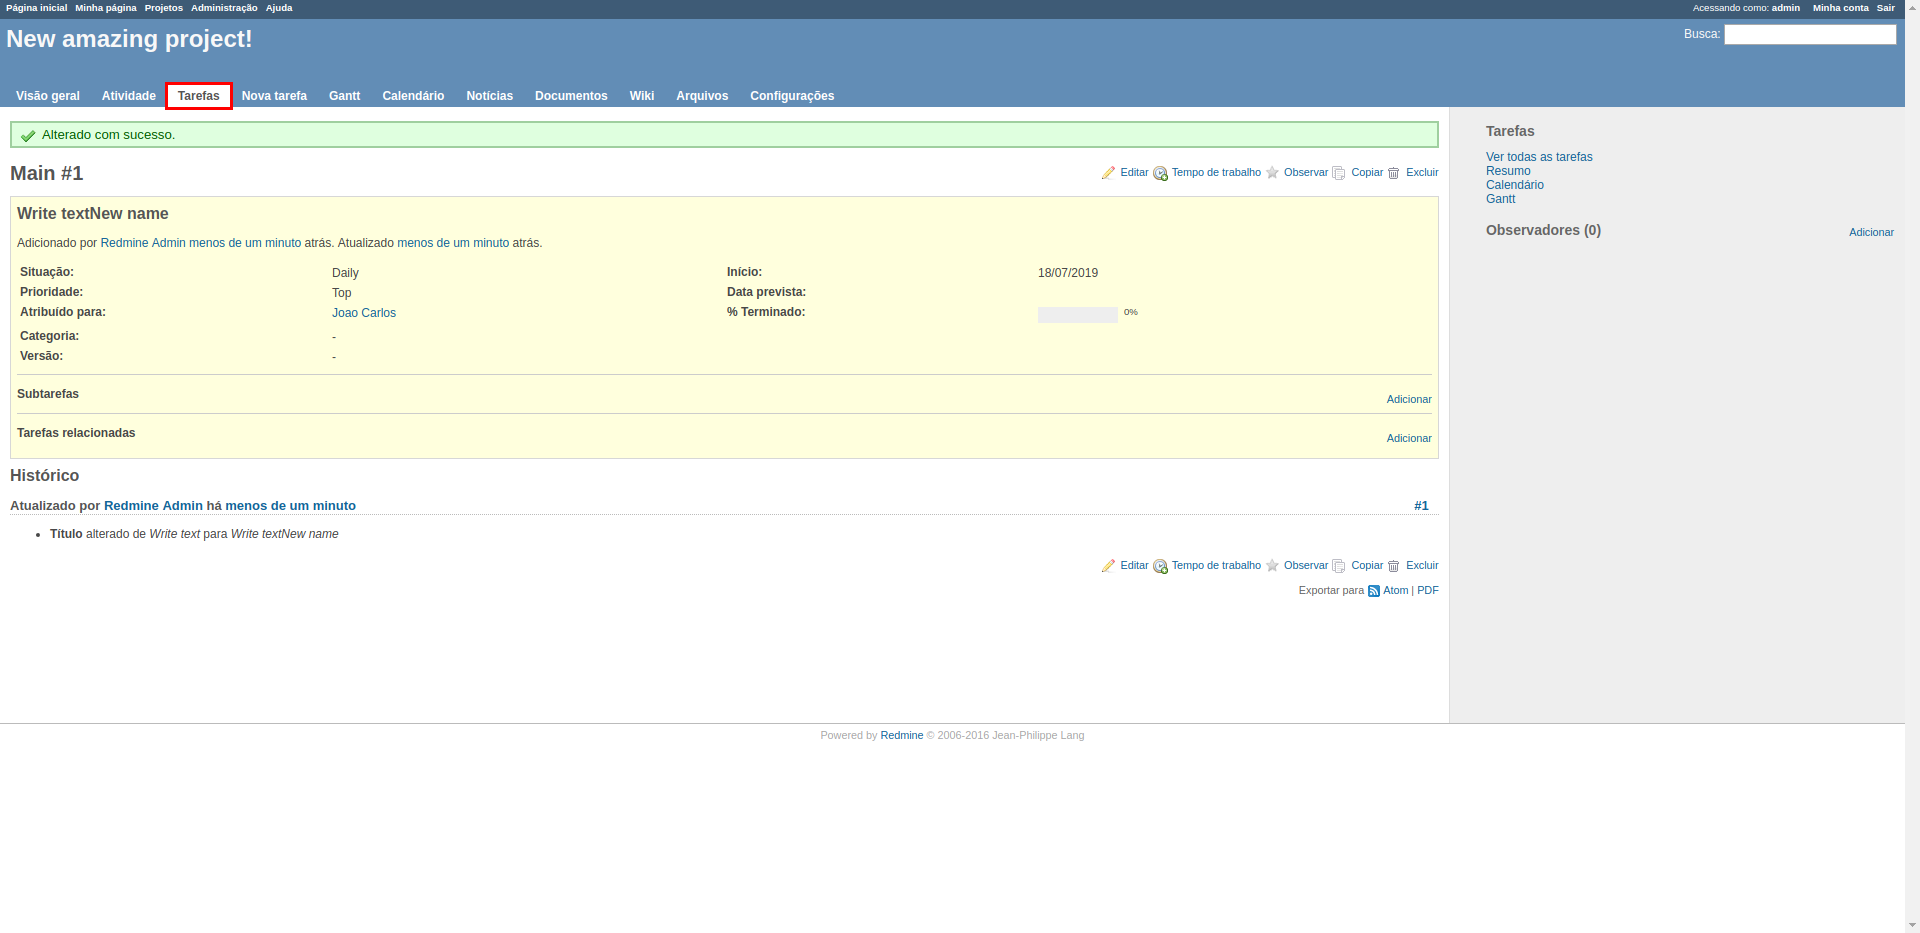 Página inicial Minha página Projetos Administração Ajuda Acessando como: admin Minha conta Sair
New amazing project! Busca:
Visão geral Atividade Tarefas Nova tarefa Gantt Calendário Notícias Documentos Wiki Arquivos Configurações
Alterado com sucesso.
Main #1 Editar Tempo de trabalho Observar Copiar Excluir
Write textNew name
Adicionado por Redmine Admin menos de um minuto atrás. Atualizado menos de um minuto atrás.
Situação: Daily Início: 18/07/2019
Prioridade: Top Data prevista:
Atribuído para: Joao Carlos % Terminado: 0%
Categoria: -
Versão: -
Subtarefas
Adicionar
Tarefas relacionadas
Adicionar
Histórico
Atualizado por Redmine Admin há menos de um minuto #1
• Título alterado de Write text para Write textNew name
Editar Tempo de trabalho Observar Copiar Excluir
Exportar para Atom | PDF
Tarefas
Ver todas as tarefas
Resumo
Calendário
Gantt
Observadores (0) Adicionar
Powered by Redmine © 2006-2016 Jean-Philippe Lang